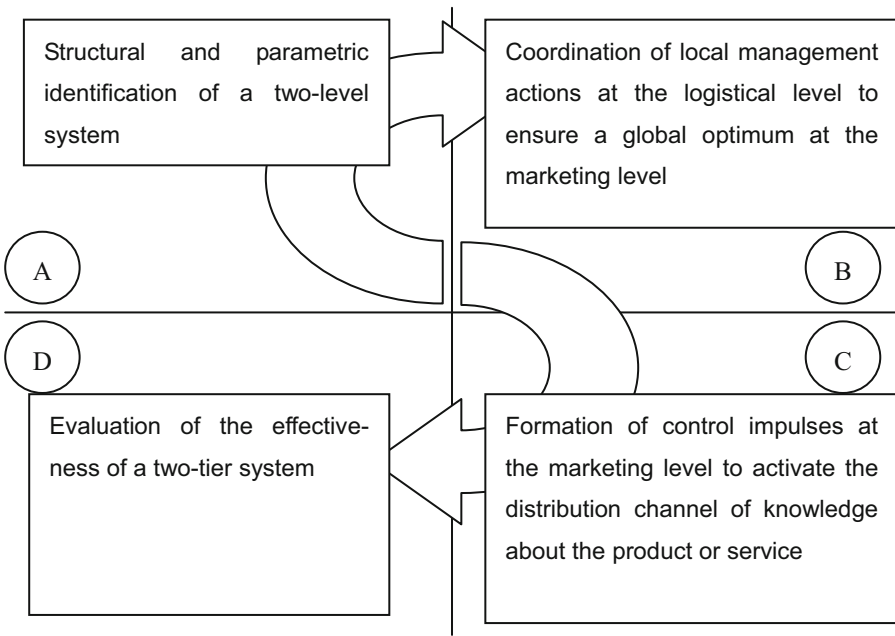 Structural and parametric
identification of a two-level
system
Coordination of local management
actions at the logistical level to
ensure a global optimum at the
marketing level
A
B
D
C
Evaluation of the effective-
ness of a two-tier system
Formation of control impulses at
the marketing level to activate the
distribution channel of knowledge
about the product or service